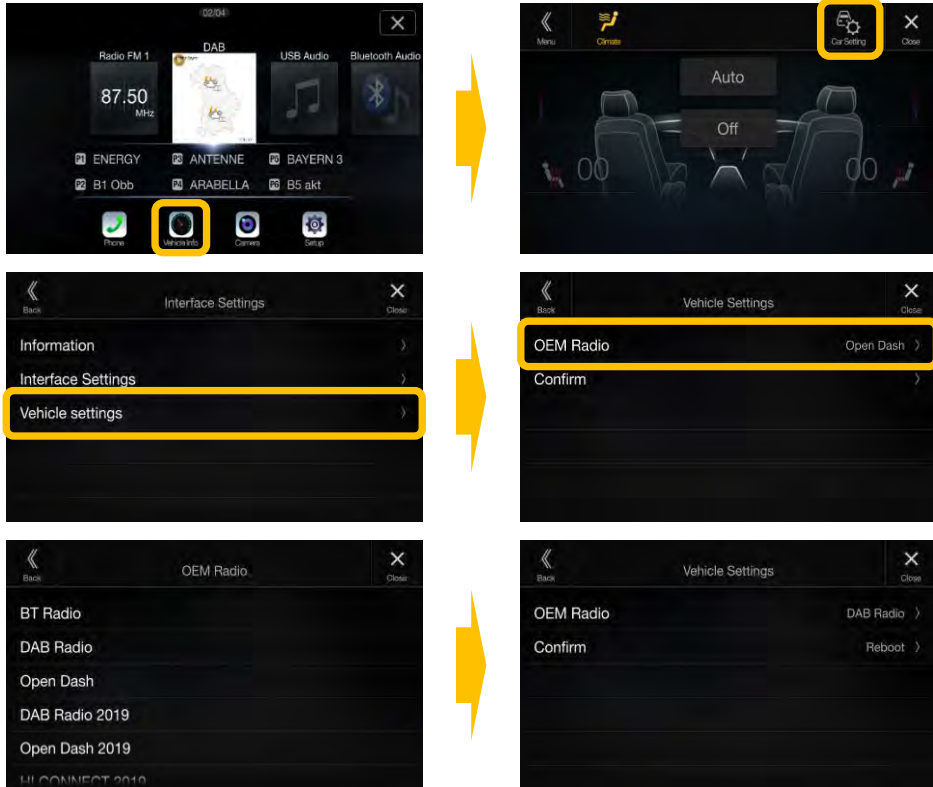 02/04
Radio FM 1
DAB
USB Audio
Bluetooth Audio
87.50
MHz
P1 ENERGY P3 ANTENNE P5 BAYERN 3
P2 B1 Obb P4 ARABELLA P6 B5 akt
Phone Vehicle Info Camera Setup
Menu Climate Car Setting Close
Auto
Off
00 00
Back Interface Settings Close
Information
Interface Settings
Vehicle settings
Back Vehicle Settings Close
OEM Radio Open Dash
Confirm
Back OEM Radio Close
BT Radio
DAB Radio
Open Dash
DAB Radio 2019
Open Dash 2019
HI CONNECT 2019
Back Vehicle Settings Close
OEM Radio DAB Radio
Confirm Reboot